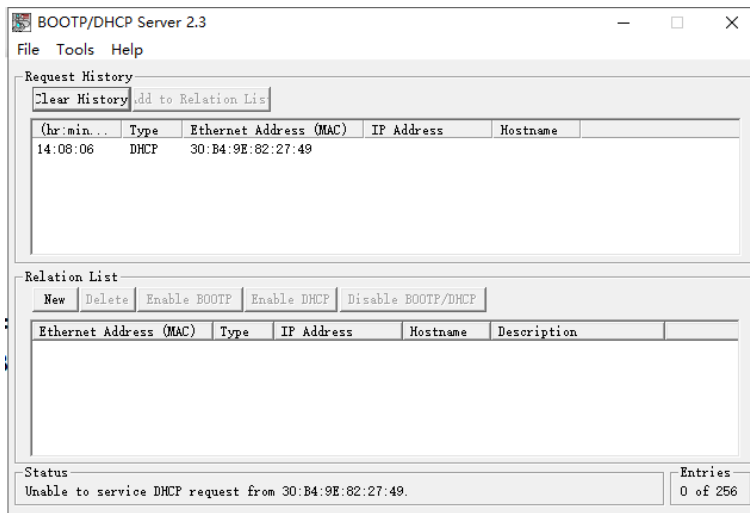 BOOTP/DHCP Server 2.3
File Tools Help
Request History
Clear History dd to Relation Lis
(hr:min... Type Ethernet Address (MAC) IP Address Hostname
14:08:06 DHCP 30:B4:9E:82:27:49
Relation List
New Delete Enable BOOTP Enable DHCP Disable BOOTP/DHCP
Ethernet Address (MAC) Type IP Address Hostname Description
Status
Unable to service DHCP request from 30:B4:9E:82:27:49.
Entries
0 of 256